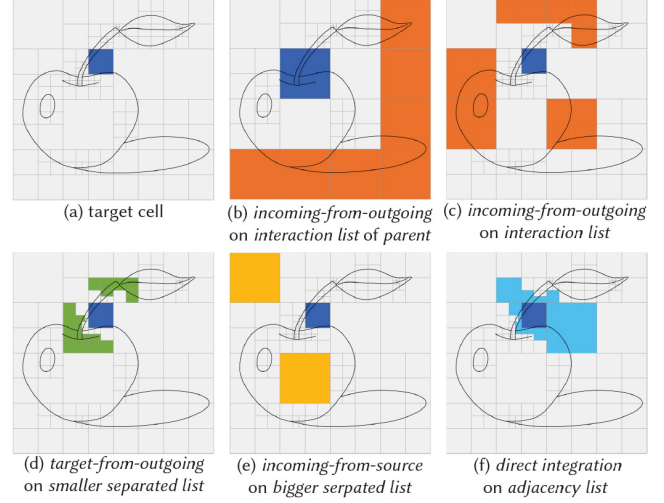 (a) target cell
(b) incoming-from-outgoing
on interaction list of parent
(c) incoming-from-outgoing
on interaction list
(d) target-from-outgoing
on smaller separated list
(e) incoming-from-source
on bigger serpated list
(f) direct integration
on adjacency list